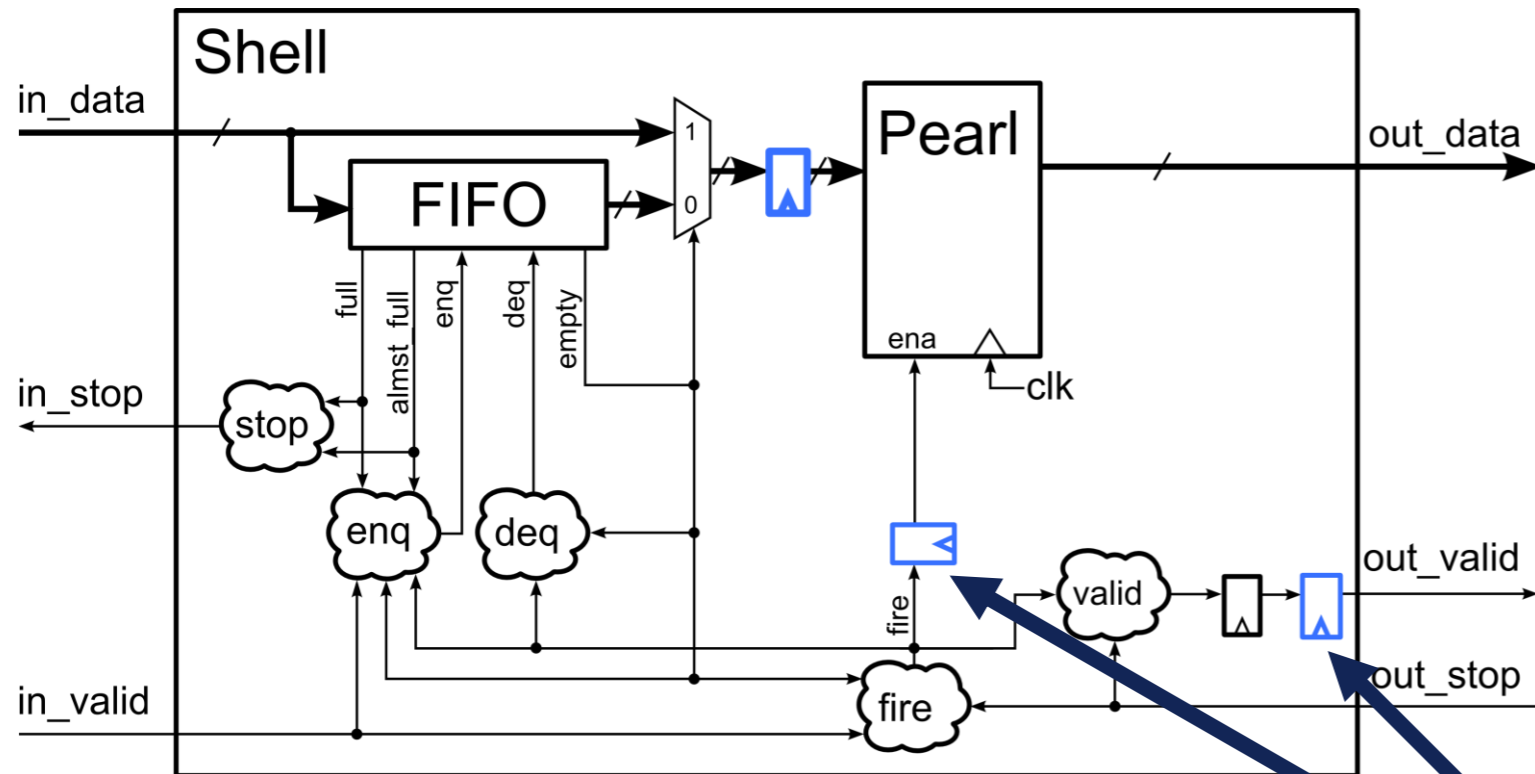 Shell
in_data
1
Pearl
out_data
FIFO
0
full
almst_full
enq
deq
empty
ena
clk
in_stop
stop
enq
deq
out_valid
valid
fire
out_stop
in_valid
fire